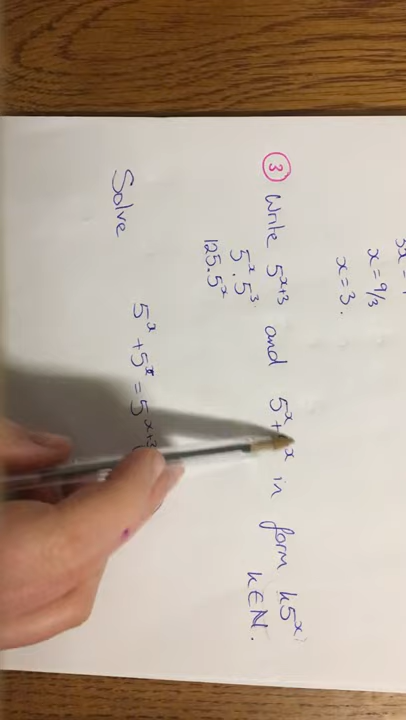 x = 9/3
x = 3.
③ Write 5^{x+3} and 5^x + x in form k5^x,
k∈N.
5^x . 5^3
125.5^x
Solve 5^x + 5^x = 5^{x+3}